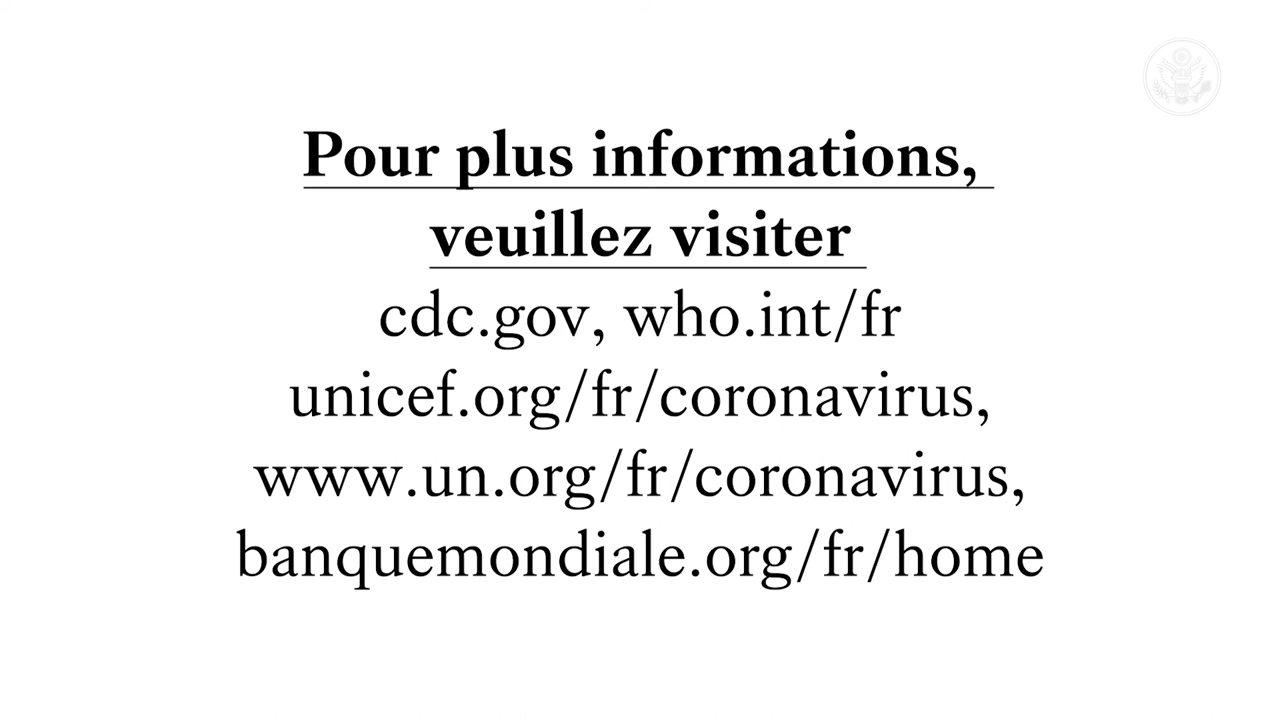 Pour plus informations,
veuillez visiter
cdc.gov, who.int/fr
unicef.org/fr/coronavirus,
www.un.org/fr/coronavirus,
banquemondiale.org/fr/home